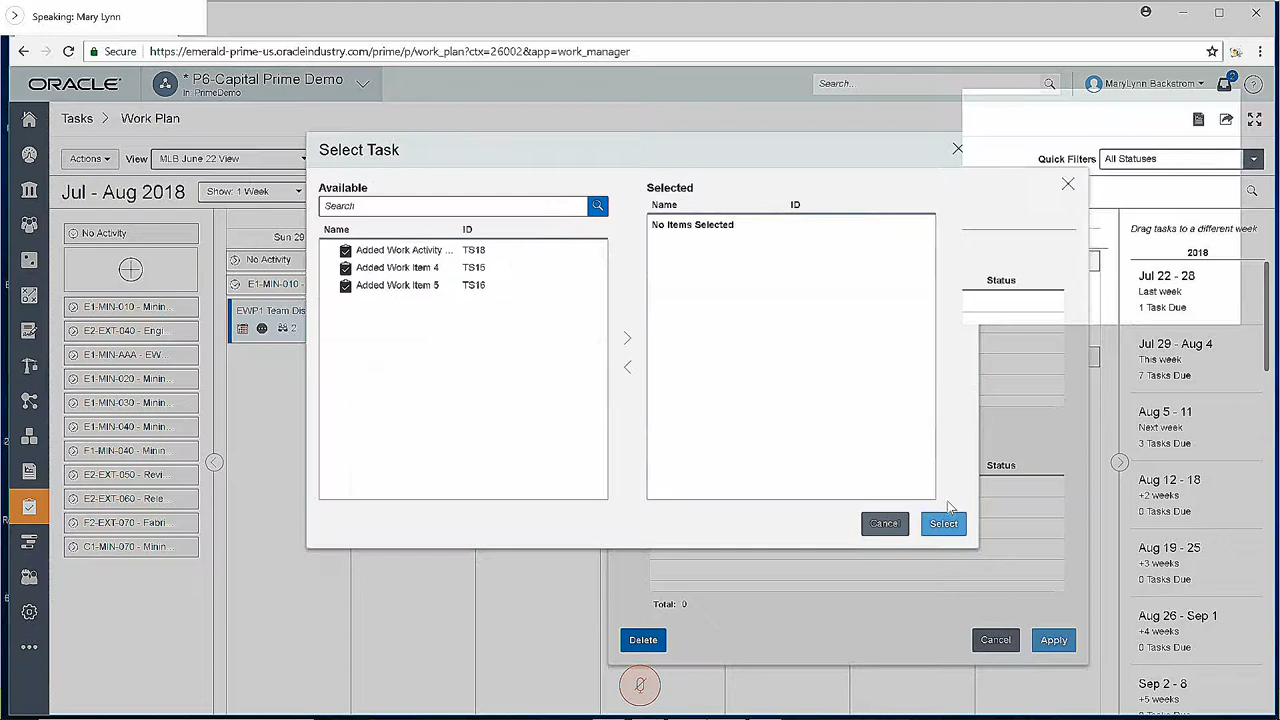 Speaking: Mary Lynn
Secure
https://emerald-prime-us.oracleindustry.com/prime/p/work_plan?ctx=26002&app=work_manager
ORACLE
* P6-Capital Prime Demo
In: PrimeDemo
Search...
MaryLynn Backstrom
2
Tasks > Work Plan
Actions
View
MLB June 22 View
Quick Filters
All Statuses
Jul - Aug 2018
Show: 1 Week
No Activity
E1-MIN-010 - Minin...
E2-EXT-040 - Engi...
E1-MIN-AAA - EW...
E1-MIN-020 - Minin...
E1-MIN-030 - Minin...
E1-MIN-040 - Minin...
E1-MIN-040 - Minin...
E2-EXT-050 - Revi...
E2-EXT-060 - Rele...
E2-EXT-070 - Fabri...
C1-MIN-070 - Minin...
Sun 29
No Activity
E1-MIN-010 -
EWP1 Team Dis
2
Select Task
Available
Search
Name ID
Added Work Activity ... TS18
Added Work Item 4 TS15
Added Work Item 5 TS16
Selected
Name ID
No Items Selected
Cancel
Select
Status
Status
Total: 0
Delete
Cancel
Apply
Drag tasks to a different week
2018
Jul 22 - 28
Last week
1 Task Due
Jul 29 - Aug 4
This week
7 Tasks Due
Aug 5 - 11
Next week
3 Tasks Due
Aug 12 - 18
+2 weeks
0 Tasks Due
Aug 19 - 25
+3 weeks
0 Tasks Due
Aug 26 - Sep 1
+4 weeks
0 Tasks Due
Sep 2 - 8
+5 weeks